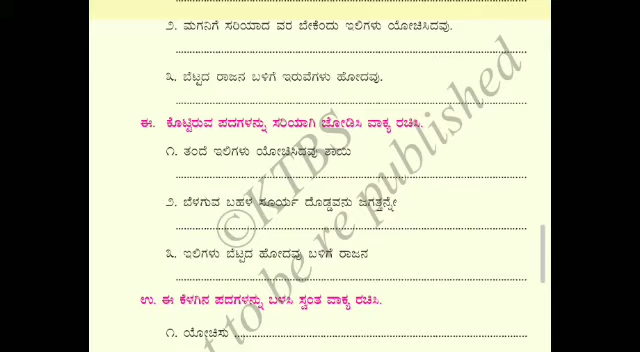 ೨. ಮಗನಿಗೆ ಸರಿಯಾದ ವರ ಬೇಕೆಂದು ಇಲಿಗಳು ಯೋಚಿಸಿದವು.
೩. ಬೆಟ್ಟದ ರಾಜನ ಬಳಿಗೆ ಇರುವೆಗಳು ಹೋದವು.
ಈ. ಕೊಟ್ಟಿರುವ ಪದಗಳನ್ನು ಸರಿಯಾಗಿ ಜೋಡಿಸಿ ವಾಕ್ಯ ರಚಿಸಿ.
೧. ತಂದೆ ಇಲಿಗಳು ಯೋಚಿಸಿದವು ತಾಯಿ
೨. ಬೆಳಗುವ ಬಹಳ ಸೂರ್ಯ ದೊಡ್ಡವನು ಜಗತ್ತನ್ನೇ
೩. ಇಲಿಗಳು ಬೆಟ್ಟದ ಹೋದವು ಬಳಿಗೆ ರಾಜನ
ಉ. ಈ ಕೆಳಗಿನ ಪದಗಳನ್ನು ಬಳಸಿ ಸ್ವಂತ ವಾಕ್ಯ ರಚಿಸಿ.
೧. ಯೋಚಿಸು
©KTBS
t to be re published